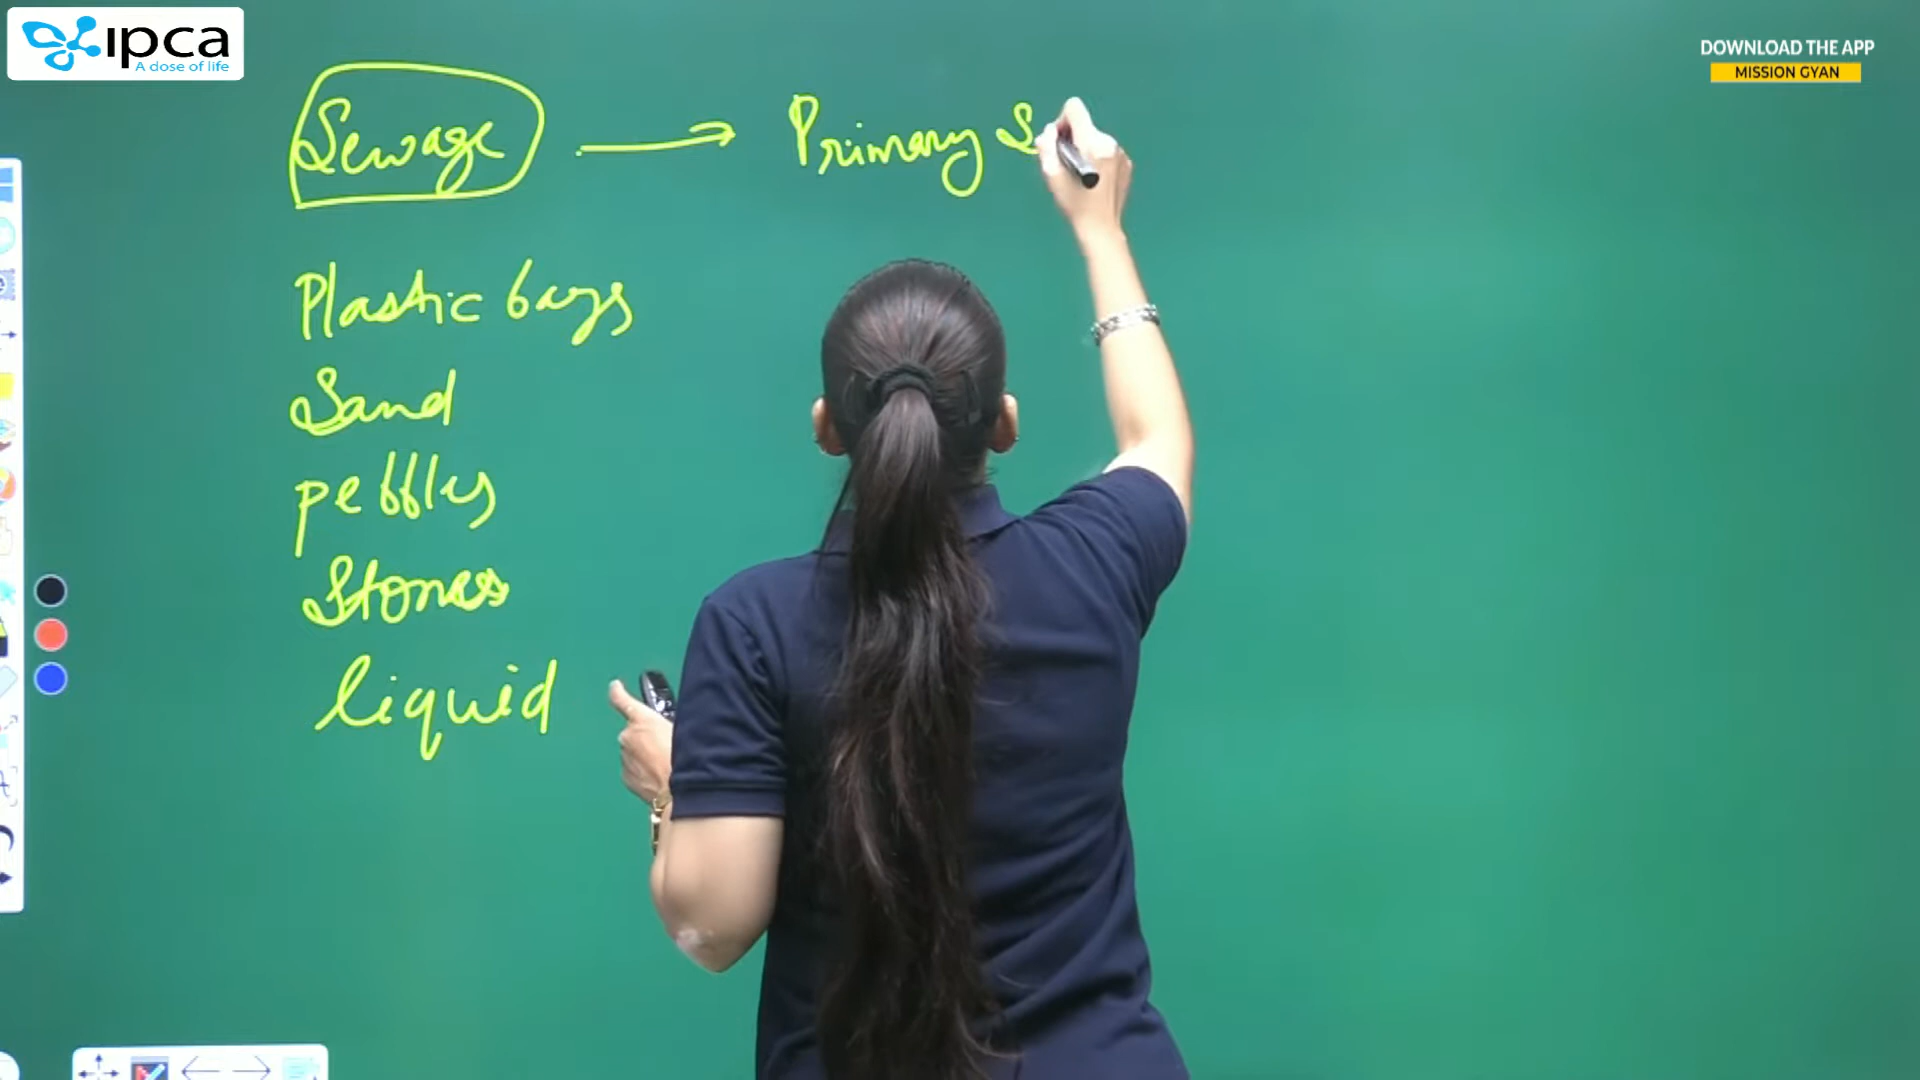 ipca
A dose of life
DOWNLOAD THE APP
MISSION GYAN
Sewage → Primary S
Plastic bags
Sand
pebbles
Stones
liquid